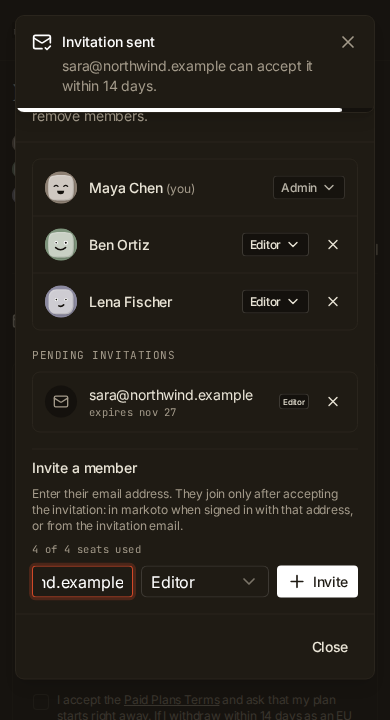 Invitation sent
sara@northwind.example can accept it
within 14 days.
remove members.
Maya Chen (you)
Admin
Ben Ortiz
Editor
Lena Fischer
Editor
PENDING INVITATIONS
sara@northwind.example
Editor
expires nov 27
Invite a member
Enter their email address. They join only after accepting
the invitation: in markoto when signed in with that address,
or from the invitation email.
4 of 4 seats used
nd.example
Editor
Invite
Close
I accept the Paid Plans Terms and ask that my plan
starts right away. If I withdraw within 14 days as an EU